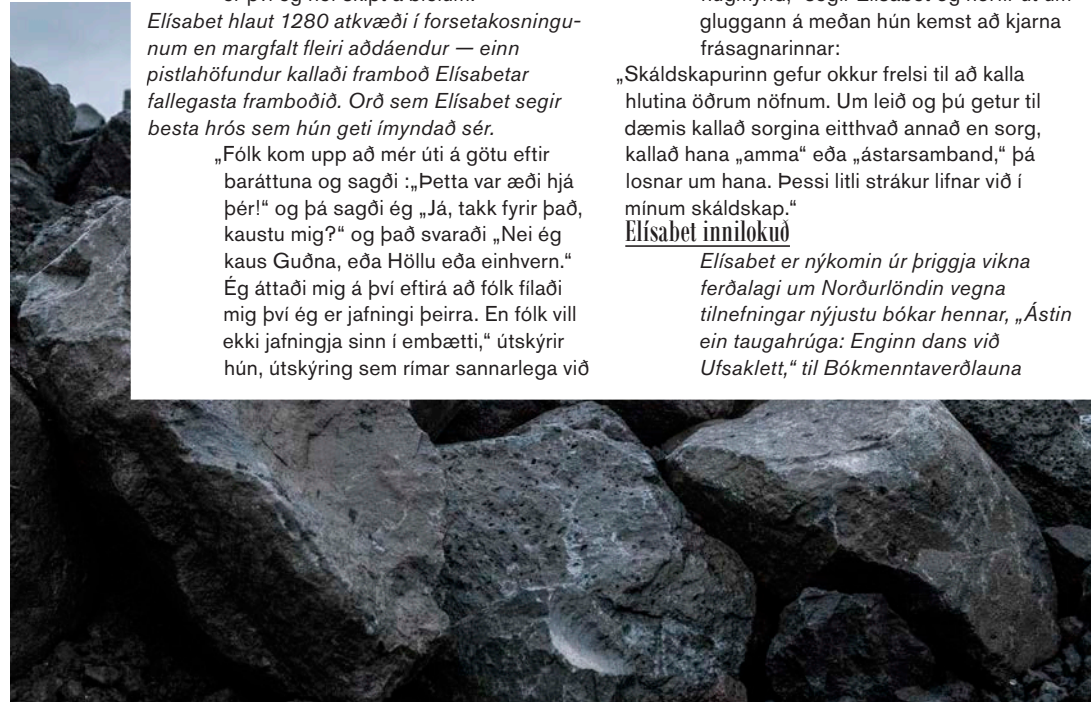 Elísabet hlaut 1280 atkvæði í forsetakosningu-
num en margfalt fleiri aðdáendur — einn
pistlahöfundur kallaði framboð Elísabetar
fallegasta framboðið. Orð sem Elísabet segir
besta hrós sem hún geti ímyndað sér.
„Fólk kom upp að mér úti á götu eftir
baráttuna og sagði :„Þetta var æði hjá
þér!“ og þá sagði ég „Já, takk fyrir það,
kaustu mig?“ og það svaraði „Nei ég
kaus Guðna, eða Höllu eða einhvern.“
Ég áttaði mig á því eftirá að fólk fílaði
mig því ég er jafningi þeirra. En fólk vill
ekki jafningja sinn í embætti,“ útskýrir
hún, útskýring sem rímar sannarlega við
gluggann á meðan hún kemst að kjarna
frásagnarinnar:
„Skáldskapurinn gefur okkur frelsi til að kalla
hlutina öðrum nöfnum. Um leið og þú getur til
dæmis kallað sorgina eitthvað annað en sorg,
kallað hana „amma“ eða „ástarsamband,“ þá
losnar um hana. Þessi litli strákur lifnar við í
mínum skáldskap.“
Elísabet innilokuð
Elísabet er nýkomin úr þriggja vikna
ferðalagi um Norðurlöndin vegna
tilnefningar nýjustu bókar hennar, „Ástin
ein taugahrúga: Enginn dans við
Ufsaklett,“ til Bókmenntaverðlauna